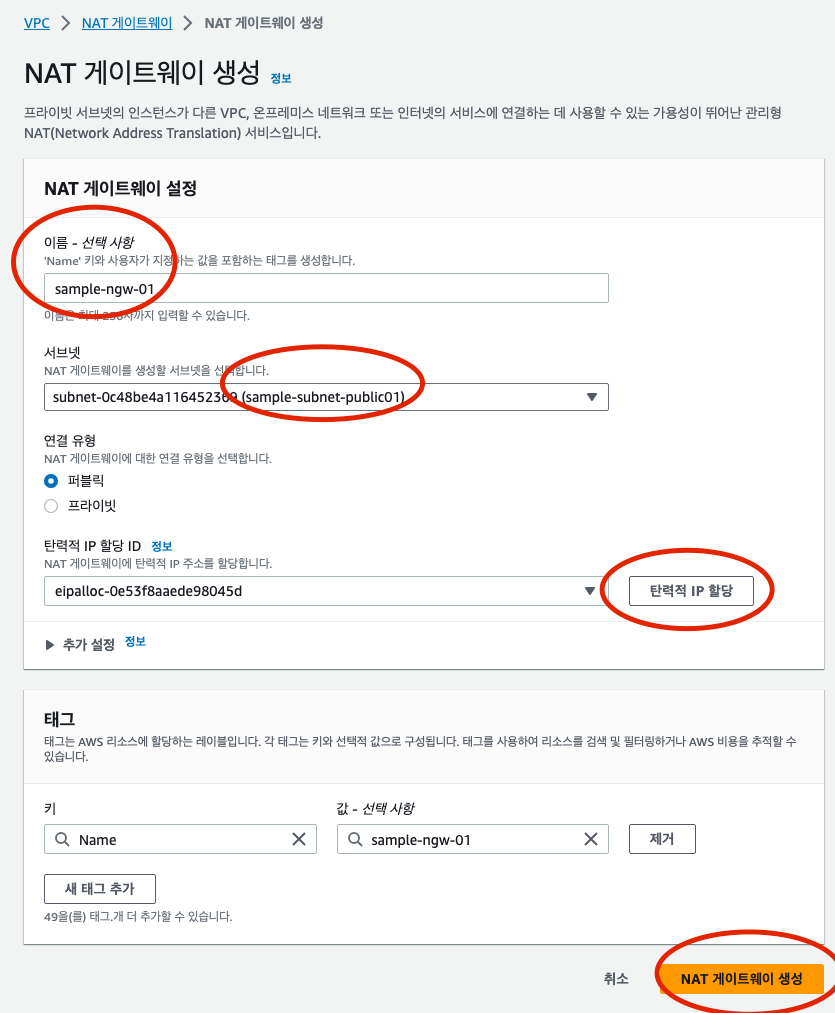 VPC > NAT 게이트웨이 > NAT 게이트웨이 생성
NAT 게이트웨이 생성 정보
프라이빗 서브넷의 인스턴스가 다른 VPC, 온프레미스 네트워크 또는 인터넷의 서비스에 연결하는 데 사용할 수 있는 가용성이 뛰어난 관리형
NAT(Network Address Translation) 서비스입니다.
NAT 게이트웨이 설정
이름 - 선택 사항
'Name' 키와 사용자가 지정하는 값을 포함하는 태그를 생성합니다.
sample-ngw-01
이름은 최대 256자까지 입력할 수 있습니다.
서브넷
NAT 게이트웨이를 생성할 서브넷을 선택합니다.
subnet-0c48be4a116452369 (sample-subnet-public01)
연결 유형
NAT 게이트웨이에 대한 연결 유형을 선택합니다.
퍼블릭
프라이빗
탄력적 IP 할당 ID 정보
NAT 게이트웨이에 탄력적 IP 주소를 할당합니다.
eipalloc-0e53f8aaede98045d 탄력적 IP 할당
추가 설정 정보
태그
태그는 AWS 리소스에 할당하는 레이블입니다. 각 태그는 키와 선택적 값으로 구성됩니다. 태그를 사용하여 리소스를 검색 및 필터링하거나 AWS 비용을 추적할 수
있습니다.
키 값 - 선택 사항
Name sample-ngw-01 제거
새 태그 추가
49을(를) 태그.개 더 추가할 수 있습니다.
취소 NAT 게이트웨이 생성